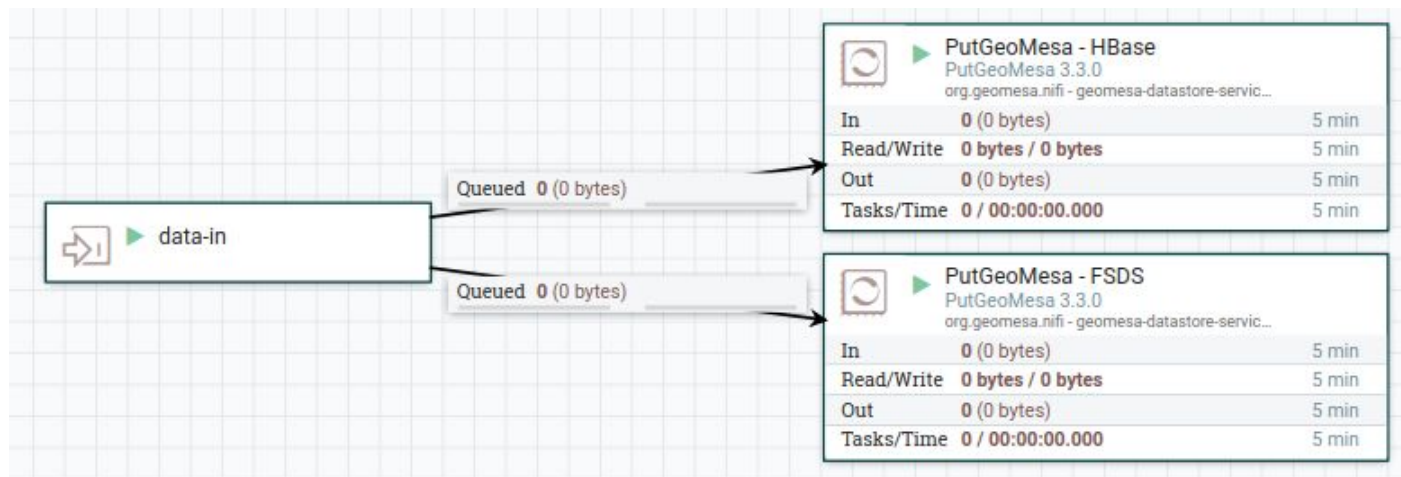 data-in
Queued 0 (0 bytes)
Queued 0 (0 bytes)
PutGeoMesa - HBase
PutGeoMesa 3.3.0
org.geomesa.nifi - geomesa-datastore-servic...
In 0 (0 bytes) 5 min
Read/Write 0 bytes / 0 bytes 5 min
Out 0 (0 bytes) 5 min
Tasks/Time 0 / 00:00:00.000 5 min
PutGeoMesa - FSDS
PutGeoMesa 3.3.0
org.geomesa.nifi - geomesa-datastore-servic...
In 0 (0 bytes) 5 min
Read/Write 0 bytes / 0 bytes 5 min
Out 0 (0 bytes) 5 min
Tasks/Time 0 / 00:00:00.000 5 min